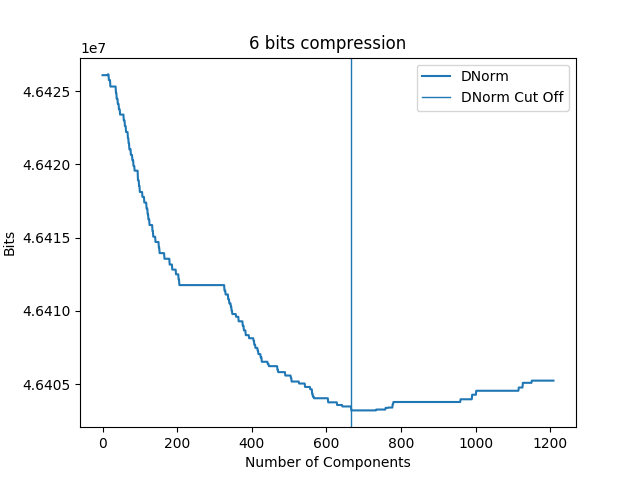 6 bits compression
1e7
DNorm
DNorm Cut Off
4.6425
4.6420
4.6415
4.6410
4.6405
Bits
0 200 400 600 800 1000 1200
Number of Components